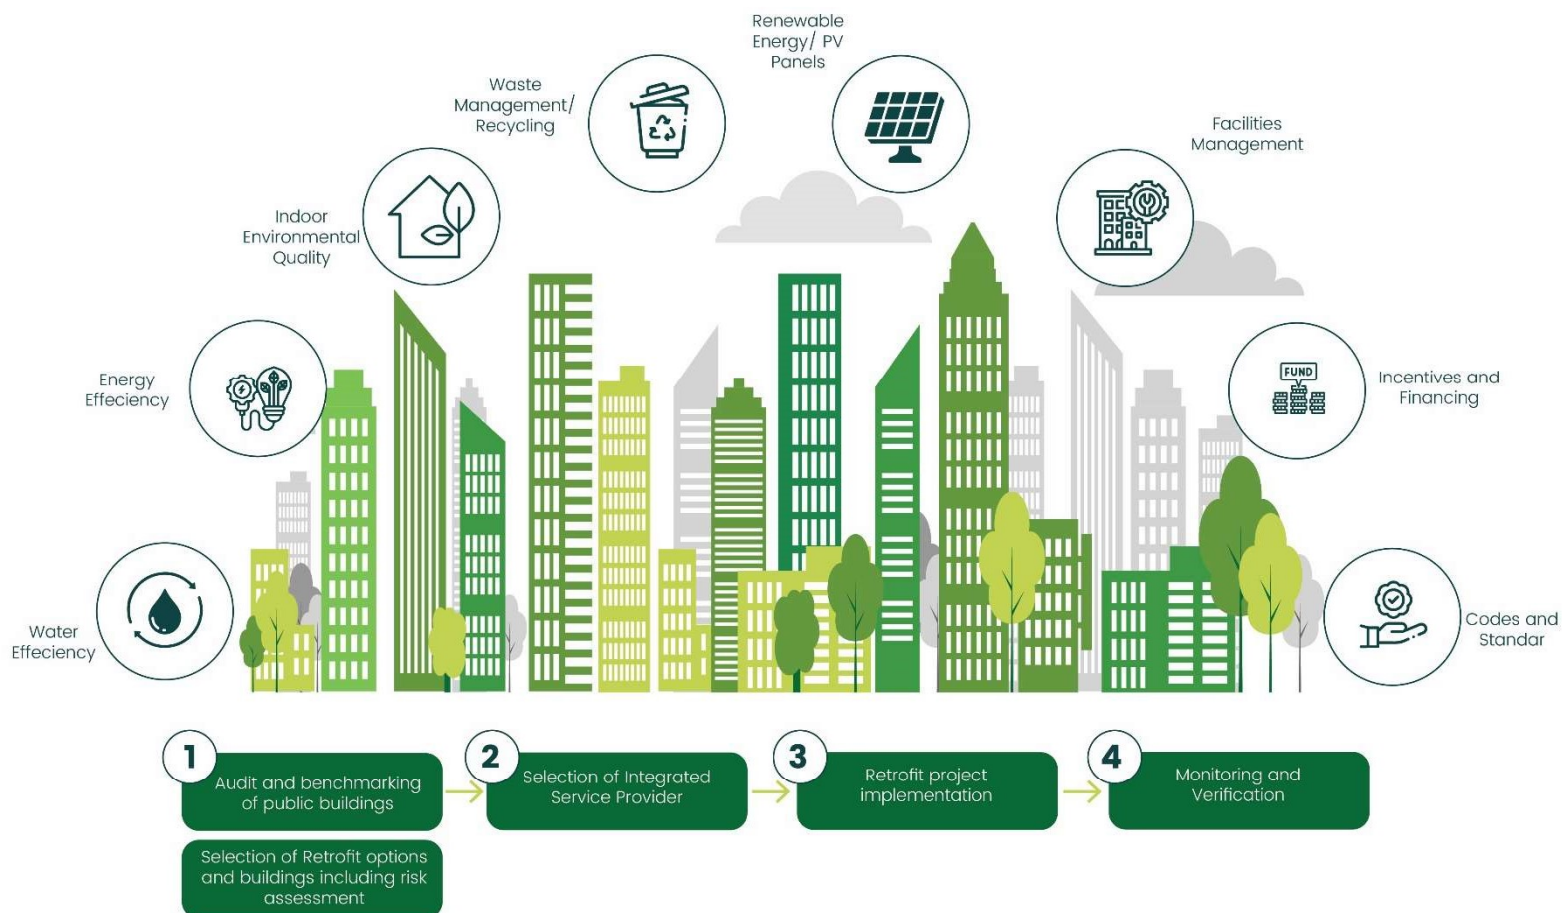 Renewable
Energy/ PV
Panels
Waste
Management/
Recycling
Facilities
Management
Indoor
Environmental
Quality
Energy
Effeciency
FUND
Incentives and
Financing
Water
Effeciency
Codes and
Standar
1
Audit and benchmarking
of public buildings
Selection of Retrofit options
and buildings including risk
assessment
2
Selection of Integrated
Service Provider
3
Retrofit project
implementation
4
Monitoring and
Verification